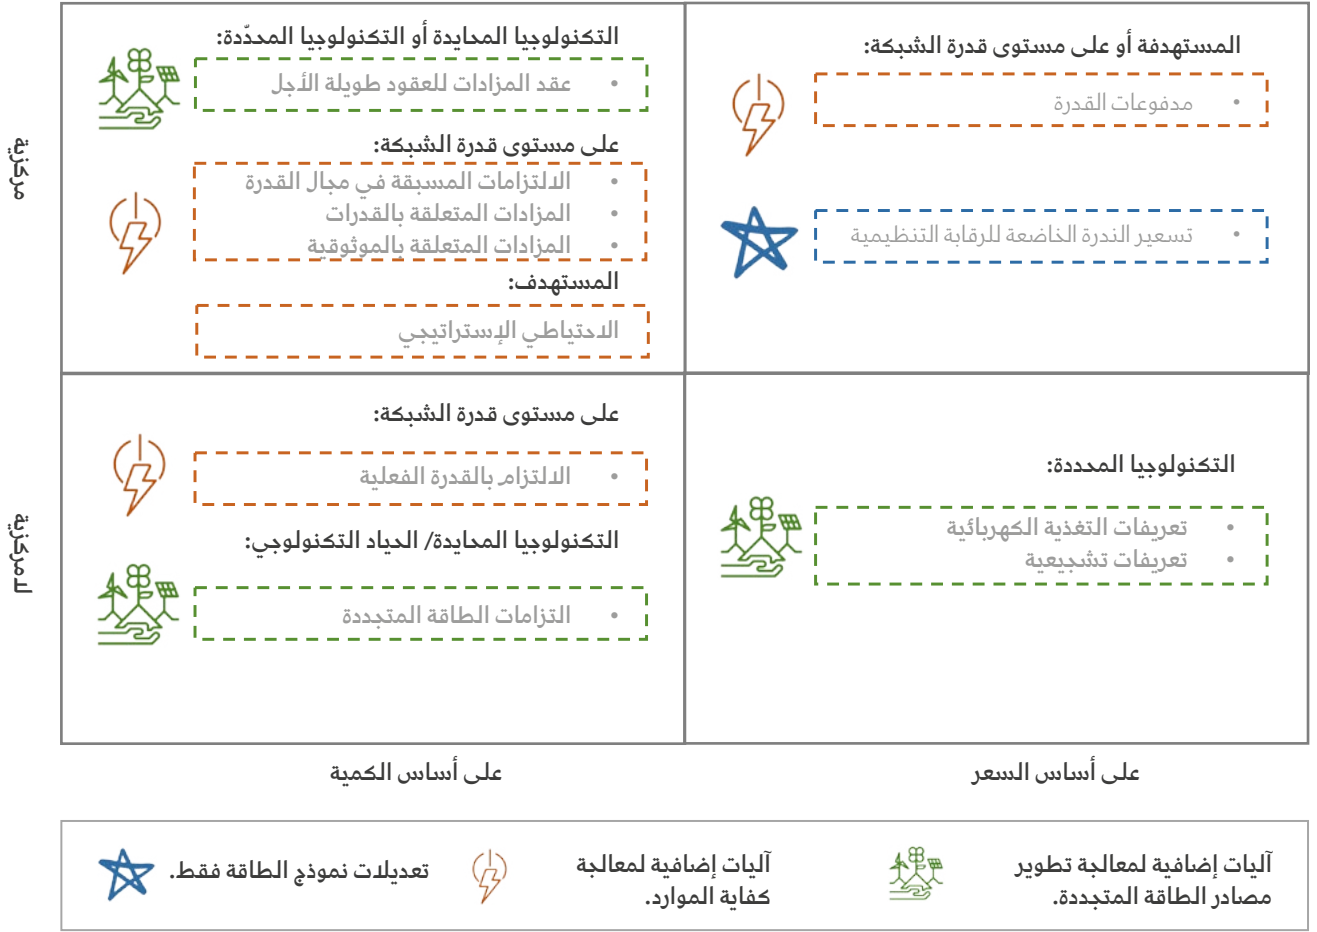 المستهدفة أو على مستوى قدرة الشبكة:
• مدفوعات القدرة
• تسعير الندرة الخاضعة للرقابة التنظيمية
التكنولوجيا المحايدة أو التكنولوجيا المحدّدة:
• عقد المزادات للعقود طويلة الأجل
على مستوى قدرة الشبكة:
• الالتزامات المسبقة في مجال القدرة
• المزادات المتعلقة بالقدرات
• المزادات المتعلقة بالموثوقية
المستهدف:
الاحتياطي الإستراتيجي
مركزية
التكنولوجيا المحددة:
• تعريفات التغذية الكهربائية
• تعريفات تشجيعية
على مستوى قدرة الشبكة:
• الالتزام بالقدرة الفعلية
التكنولوجيا المحايدة/ الحياد التكنولوجي:
• التزامات الطاقة المتجددة
لامركزية
على أساس السعر
على أساس الكمية
آليات إضافية لمعالجة تطوير
مصادر الطاقة المتجددة.
آليات إضافية لمعالجة
كفاية الموارد.
تعديلات نموذج الطاقة فقط.